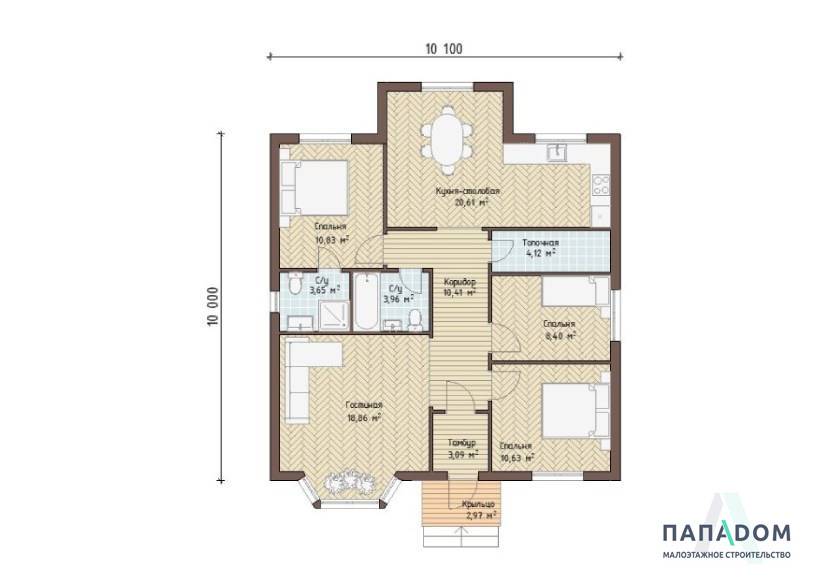 10 100
10 000
Кухня-столовая
20,61 м²
Спальня
10,83 м²
Топочная
4,12 м²
С/у
3,65 м²
С/у
3,96 м²
Коридор
10,41 м²
Спальня
8,40 м²
Гостиная
18,86 м²
Тамбур
3,09 м²
Спальня
10,63 м²
Крыльцо
2,97 м²
ПАПАДОМ
МАЛОЭТАЖНОЕ СТРОИТЕЛЬСТВО